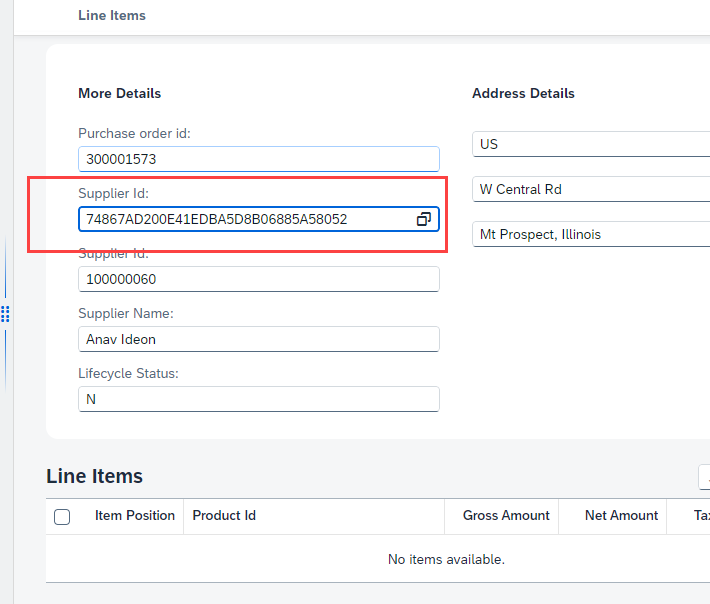 Line Items
More Details
Purchase order id:
300001573
Supplier Id:
74867AD200E41EDBA5D8B06885A58052
Supplier Id:
100000060
Supplier Name:
Anav Ideon
Lifecycle Status:
N
Address Details
US
W Central Rd
Mt Prospect, Illinois
Line Items
Item Position Product Id Gross Amount Net Amount
No items available.